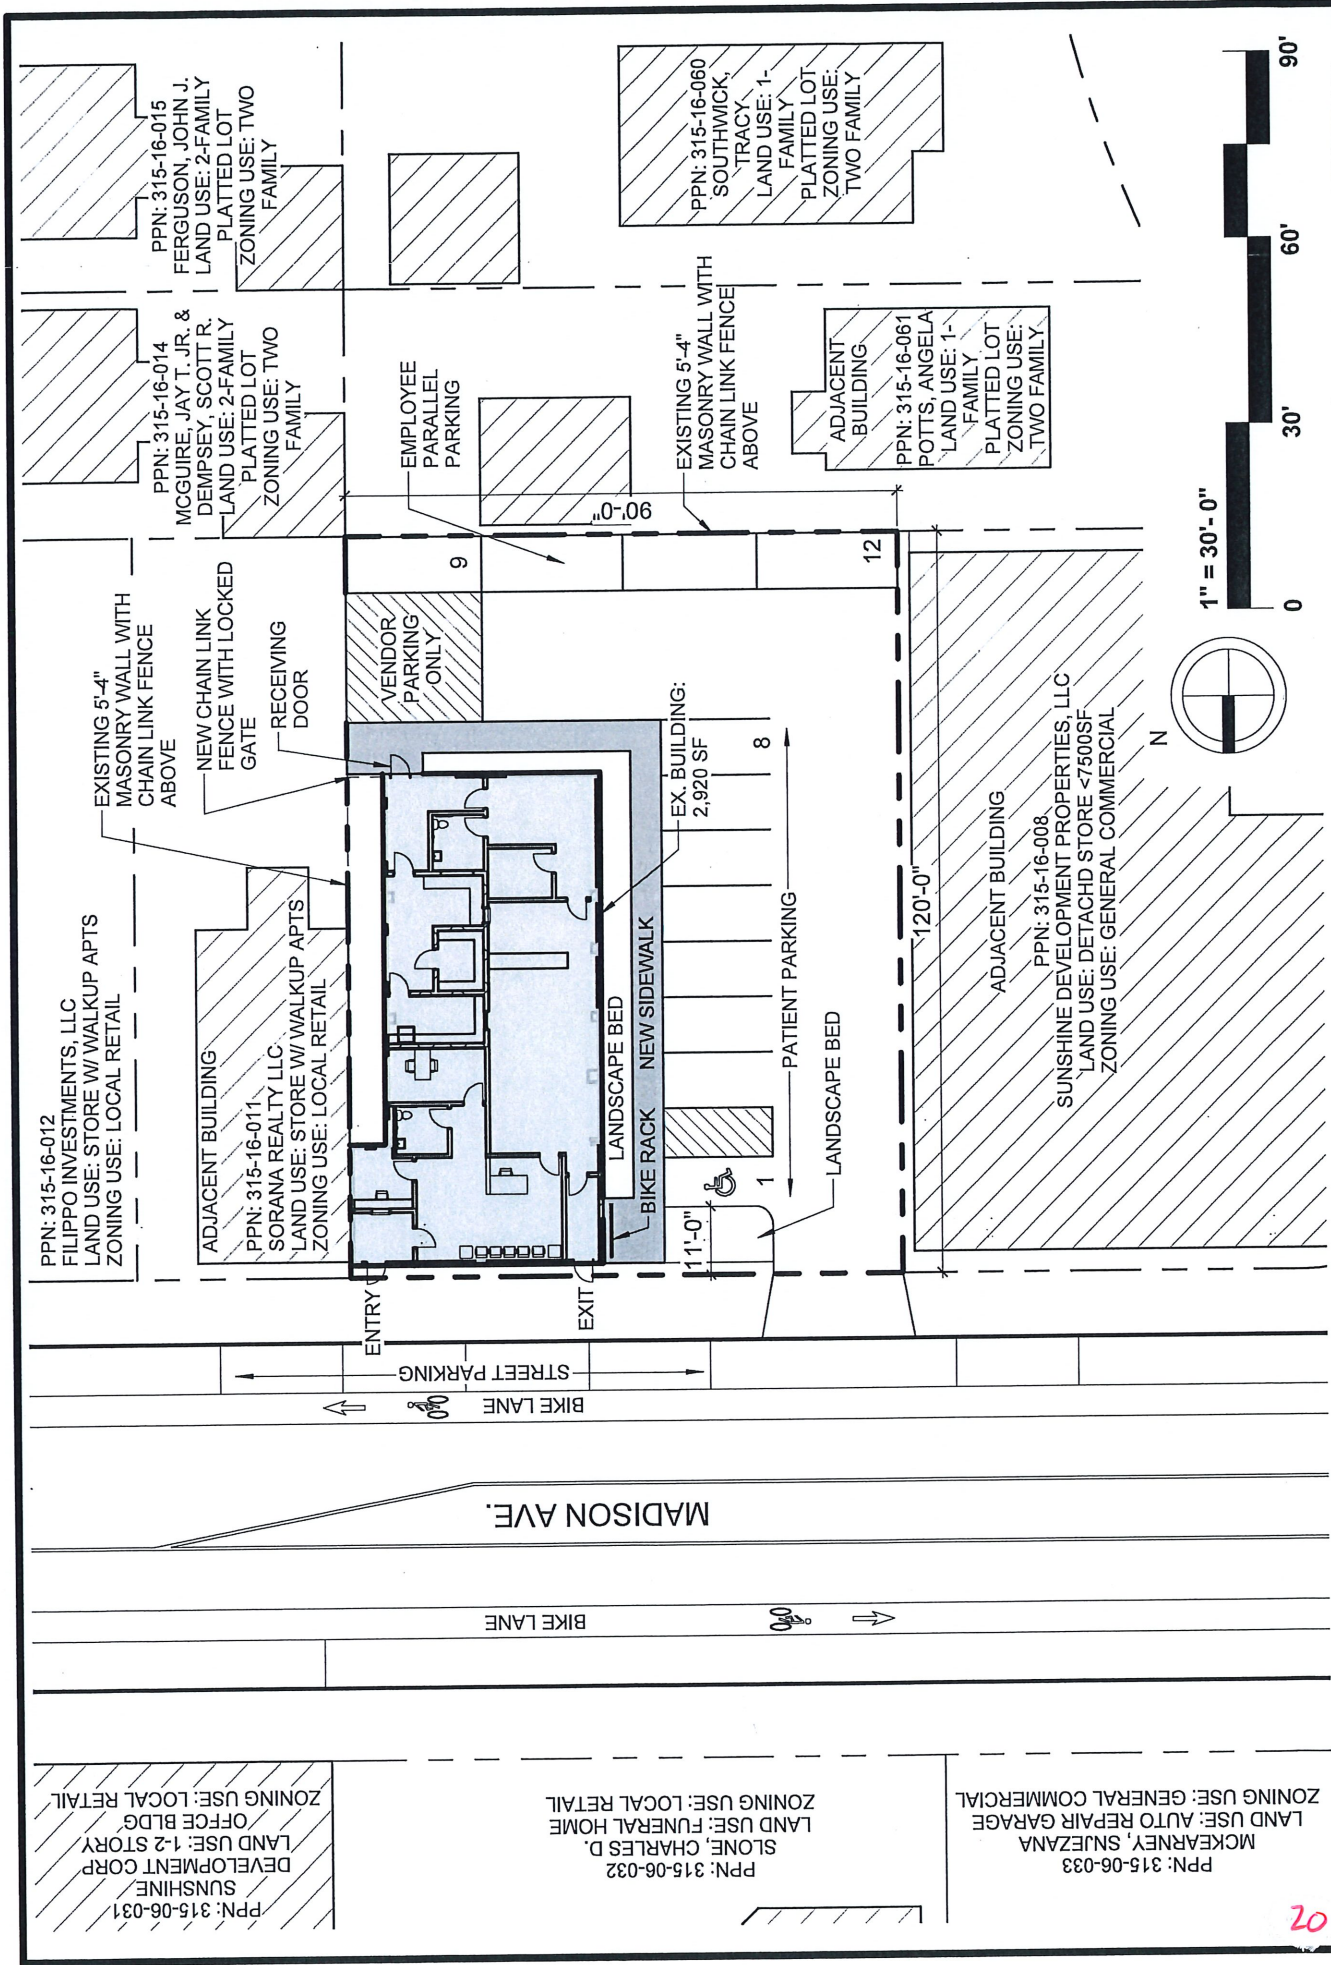 PPN: 315-16-012
FILIPPO INVESTMENTS, LLC
LAND USE: STORE W/ WALKUP APTS
ZONING USE: LOCAL RETAIL
EXISTING 5'-4"
MASONRY WALL WITH
CHAIN LINK FENCE
ABOVE
NEW CHAIN LINK
FENCE WITH LOCKED
GATE
RECEIVING
DOOR
PPN: 315-16-014
MCGUIRE, JAY T. JR. &
DEMPSEY, SCOTT R.
LAND USE: 2-FAMILY
PLATTED LOT
ZONING USE: TWO
FAMILY
PPN: 315-16-015
FERGUSON, JOHN J.
LAND USE: 2-FAMILY
PLATTED LOT
ZONING USE: TWO
FAMILY
ADJACENT BUILDING
PPN: 315-16-011
SORANA REALTY LLC
LAND USE: STORE W/ WALKUP APTS
ZONING USE: LOCAL RETAIL
VENDOR
PARKING
ONLY
9
EMPLOYEE
PARALLEL
PARKING
90'-0"
EXISTING 5'-4"
MASONRY WALL WITH
CHAIN LINK FENCE
ABOVE
PPN: 315-16-060
SOUTHWICK,
TRACY
LAND USE: 1-
FAMILY
PLATTED LOT
ZONING USE:
TWO FAMILY
ENTRY
EXIT
LANDSCAPE BED
BIKE RACK
NEW SIDEWALK
EX. BUILDING:
2,920 SF
11'-0"
1
8
PATIENT PARKING
LANDSCAPE BED
12
ADJACENT
BUILDING
PPN: 315-16-061
POTTS, ANGELA
LAND USE: 1-
FAMILY
PLATTED LOT
ZONING USE:
TWO FAMILY
120'-0"
ADJACENT BUILDING
PPN: 315-16-008
SUNSHINE DEVELOPMENT PROPERTIES, LLC
LAND USE: DETACHD STORE <7500SF
ZONING USE: GENERAL COMMERCIAL
N
1" = 30'- 0"
0
30'
60'
90'
STREET PARKING
BIKE LANE
MADISON AVE.
BIKE LANE
PPN: 315-06-031
SUNSHINE
DEVELOPMENT CORP
LAND USE: 1-2 STORY
OFFCE BLDG
ZONING USE: LOCAL RETAIL
PPN: 315-06-032
SLONE, CHARLES D.
LAND USE: FUNERAL HOME
ZONING USE: LOCAL RETAIL
PPN: 315-06-033
MCKEARNEY, SNJEZANA
LAND USE: AUTO REPAIR GARAGE
ZONING USE: GENERAL COMMERCIAL
20